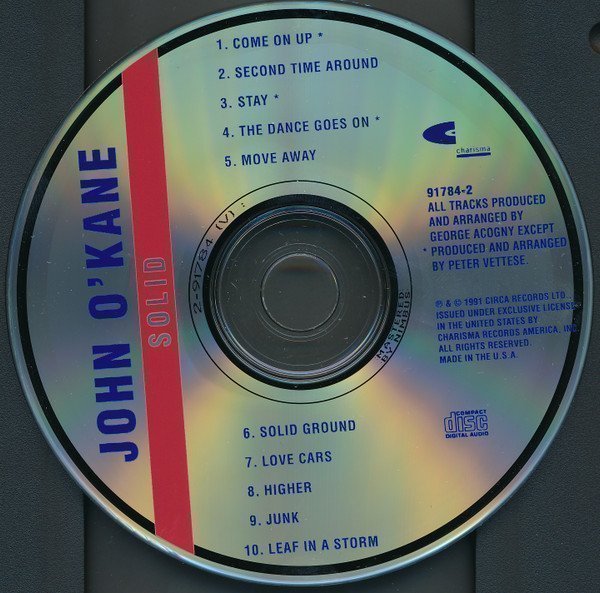 1. COME ON UP *
2. SECOND TIME AROUND
3. STAY *
4. THE DANCE GOES ON *
5. MOVE AWAY
JOHN O'KANE
SOLID
charisma
91784-2
ALL TRACKS PRODUCED
AND ARRANGED BY
GEORGE ACOGNY EXCEPT
* PRODUCED AND ARRANGED
BY PETER VETTESE.
2-91784 (V) :
MASTERED
BY NIMBUS
℗ & © 1991 CIRCA RECORDS LTD.,
ISSUED UNDER EXCLUSIVE LICENSE
IN THE UNITED STATES BY
CHARISMA RECORDS AMERICA, INC.
ALL RIGHTS RESERVED.
MADE IN THE U.S.A.
COMPACT
disc
DIGITAL AUDIO
6. SOLID GROUND
7. LOVE CARS
8. HIGHER
9. JUNK
10. LEAF IN A STORM